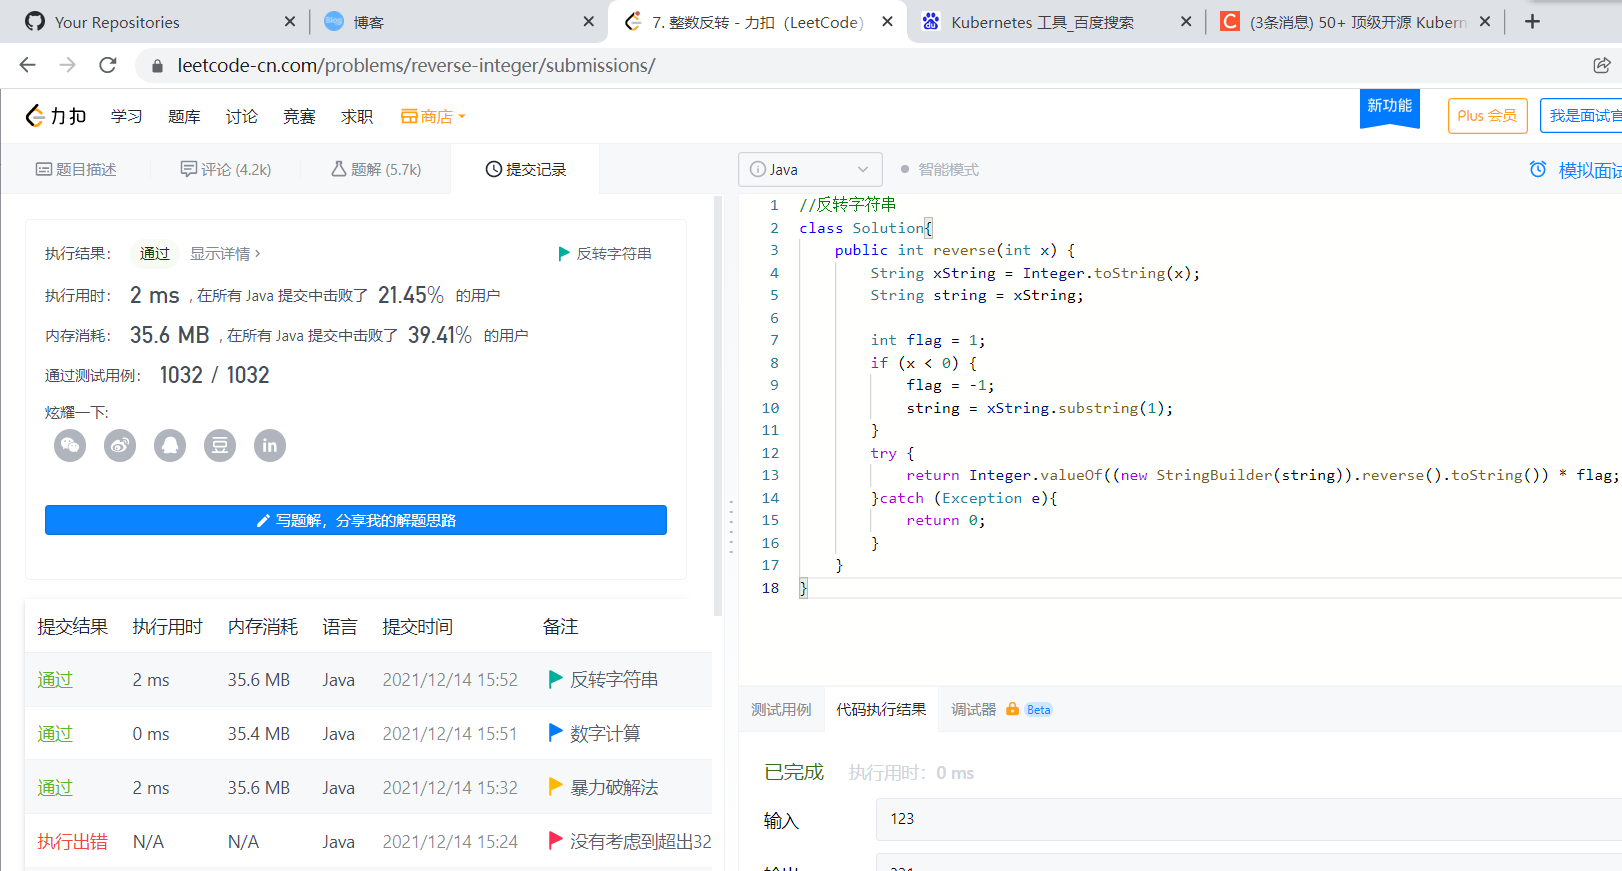 Your Repositories
博客
7. 整数反转 - 力扣 (LeetCode)
Kubernetes 工具_百度搜索
(3条消息) 50+ 顶级开源 Kubern
leetcode-cn.com/problems/reverse-integer/submissions/
力扣 学习 题库 讨论 竞赛 求职 商店
新功能
Plus 会员
我是面试官
题目描述
评论 (4.2k)
题解 (5.7k)
提交记录
Java
智能模式
模拟面试
执行结果： 通过 显示详情 › 反转字符串
执行用时： 2 ms , 在所有 Java 提交中击败了 21.45% 的用户
内存消耗： 35.6 MB , 在所有 Java 提交中击败了 39.41% 的用户
通过测试用例： 1032 / 1032
炫耀一下:
豆 in
写题解，分享我的解题思路
提交结果 执行用时 内存消耗 语言 提交时间 备注
通过 2 ms 35.6 MB Java 2021/12/14 15:52 反转字符串
通过 0 ms 35.4 MB Java 2021/12/14 15:51 数字计算
通过 2 ms 35.6 MB Java 2021/12/14 15:32 暴力破解法
执行出错 N/A N/A Java 2021/12/14 15:24 没有考虑到超出32
1 //反转字符串
2 class Solution{
3 public int reverse(int x) {
4 String xString = Integer.toString(x);
5 String string = xString;
6
7 int flag = 1;
8 if (x < 0) {
9 flag = -1;
10 string = xString.substring(1);
11 }
12 try {
13 return Integer.valueOf((new StringBuilder(string)).reverse().toString()) * flag;
14 }catch (Exception e){
15 return 0;
16 }
17 }
18 }
测试用例 代码执行结果 调试器 Beta
已完成 执行用时：0 ms
输入 123